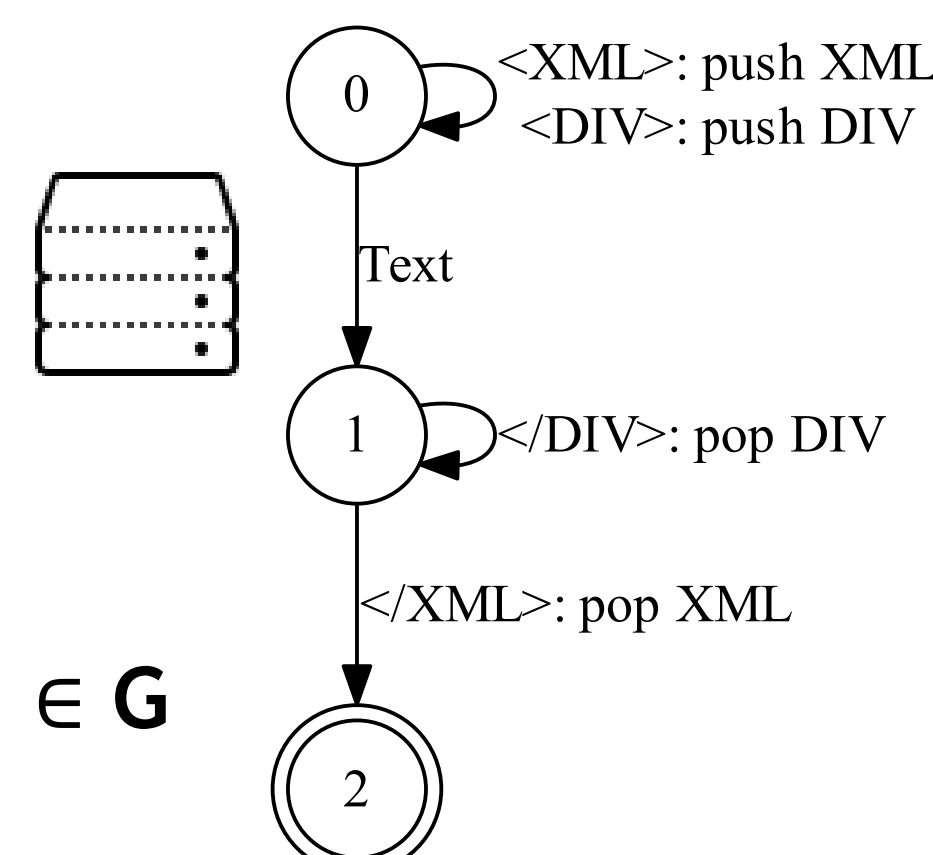 0
<XML>: push XML
<DIV>: push DIV
Text
1
</DIV>: pop DIV
</XML>: pop XML
∈ G
2